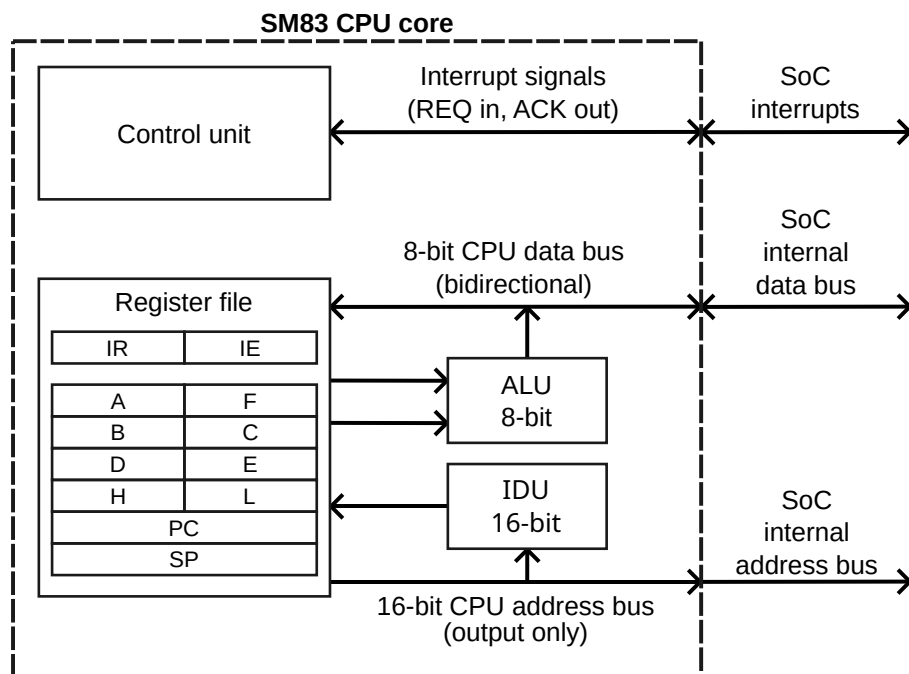 SM83 CPU core
Control unit
Interrupt signals
(REQ in, ACK out)
SoC
interrupts
8-bit CPU data bus
(bidirectional)
SoC
internal
data bus
Register file
IR IE
A F
B C
D E
H L
PC
SP
ALU
8-bit
IDU
16-bit
16-bit CPU address bus
(output only)
SoC
internal
address bus